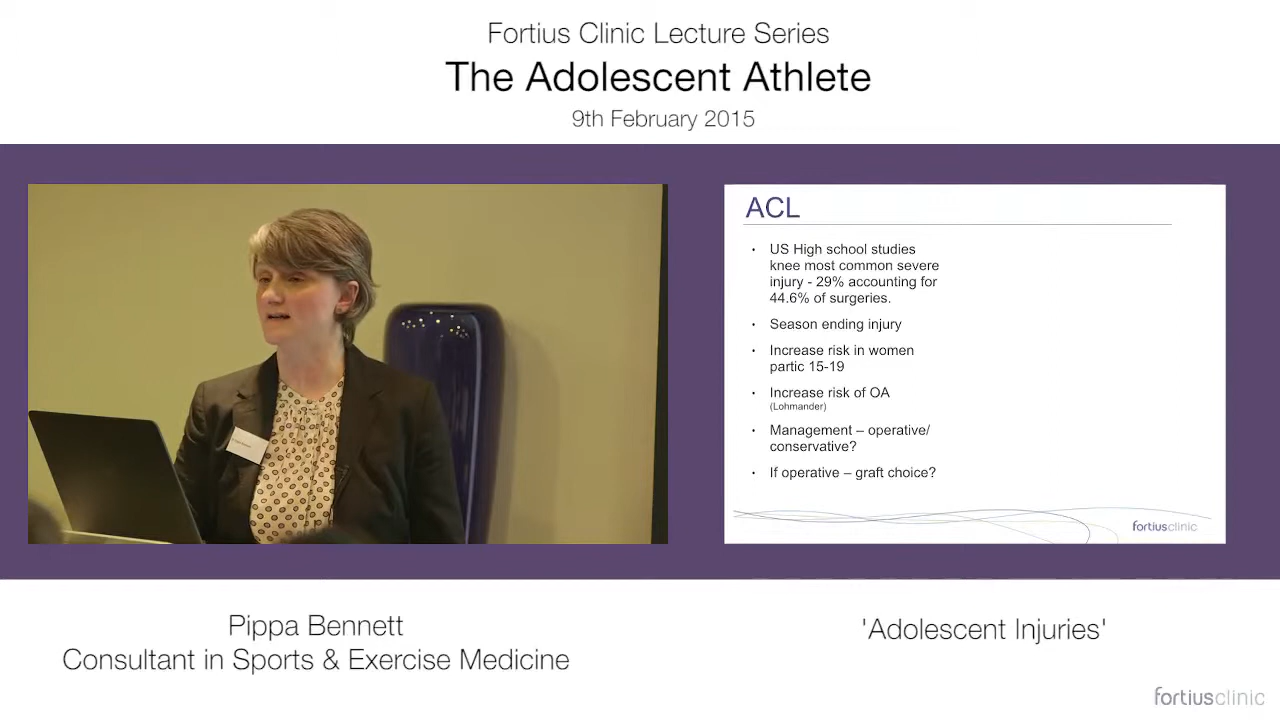 Fortius Clinic Lecture Series
The Adolescent Athlete
9th February 2015
ACL
• US High school studies
knee most common severe
injury - 29% accounting for
44.6% of surgeries.
• Season ending injury
• Increase risk in women
partic 15-19
• Increase risk of OA
(Lohmander)
• Management – operative/
conservative?
• If operative – graft choice?
fortiusclinic
Pippa Bennett
Consultant in Sports & Exercise Medicine
'Adolescent Injuries'
fortiusclinic